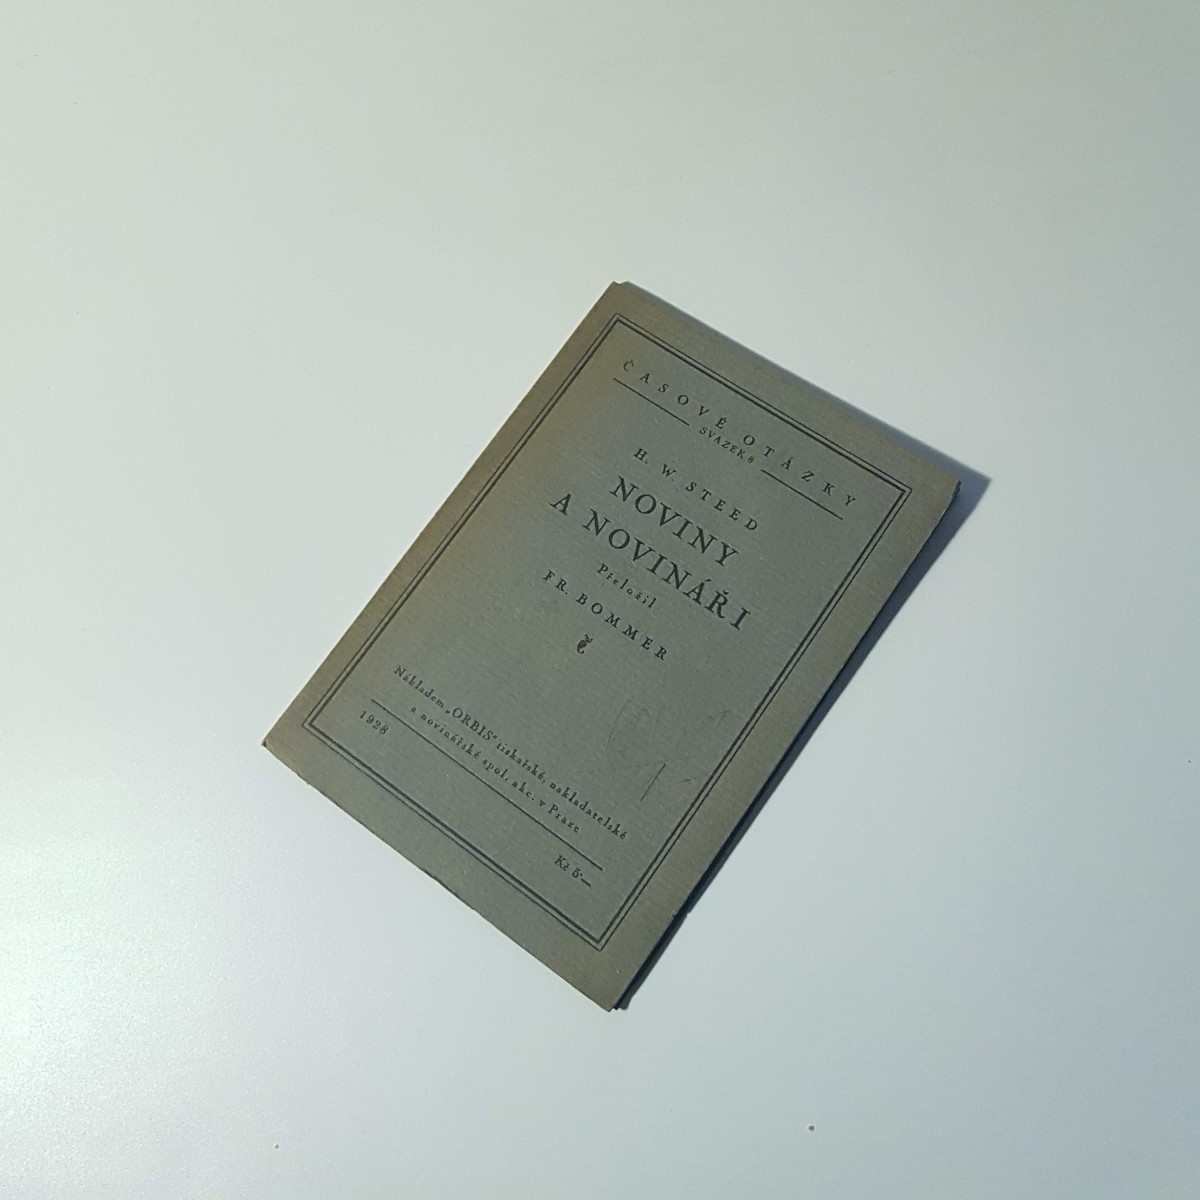 ČASOVÉ OTÁZKY
SVAZEK 8
H. W. STEED
NOVINY
A NOVINÁŘI
Přeložil
FR. BOMMER
Nákladem „ORBIS“ tiskařské, nakladatelské
a novinářské spol. akc. v Praze
1928
Kč 5·—